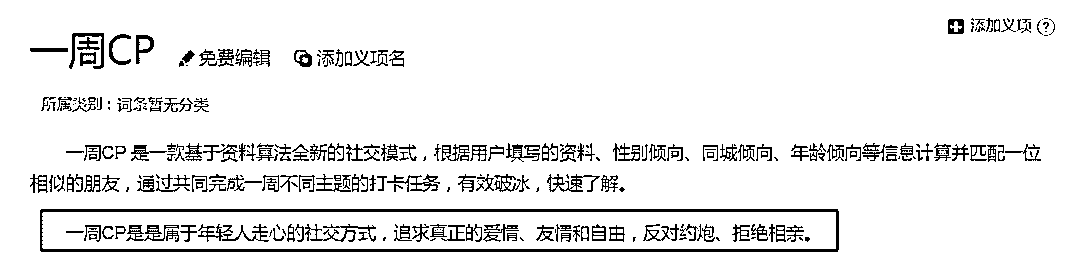 添加义项 ?
一周CP 免费编辑 添加义项名
所属类别：词条暂无分类
一周CP 是一款基于资料算法全新的社交模式，根据用户填写的资料、性别倾向、同城倾向、年龄倾向等信息计算并匹配一位
相似的朋友，通过共同完成一周不同主题的打卡任务，有效破冰，快速了解。
一周CP是是属于年轻人走心的社交方式，追求真正的爱情、友情和自由，反对约炮、拒绝相亲。